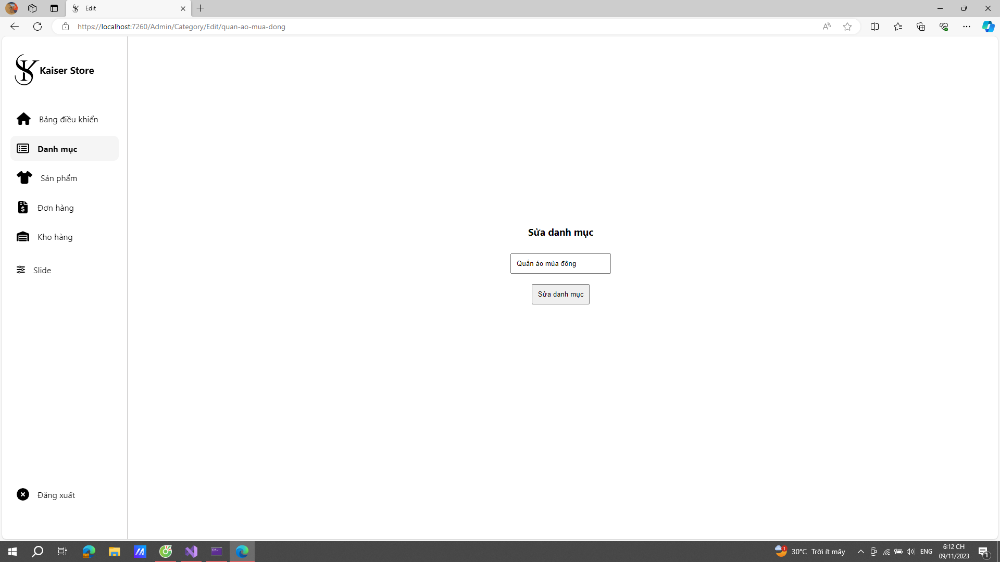 Edit
https://localhost:7260/Admin/Category/Edit/quan-ao-mua-dong
Kaiser Store
Bảng điều khiển
Danh mục
Sản phẩm
Đơn hàng
Kho hàng
Slide
Đăng xuất
Sửa danh mục
Quần áo mùa đông
Sửa danh mục
1
30°C Trời ít mây
ENG
6:12 CH
09/11/2023
1